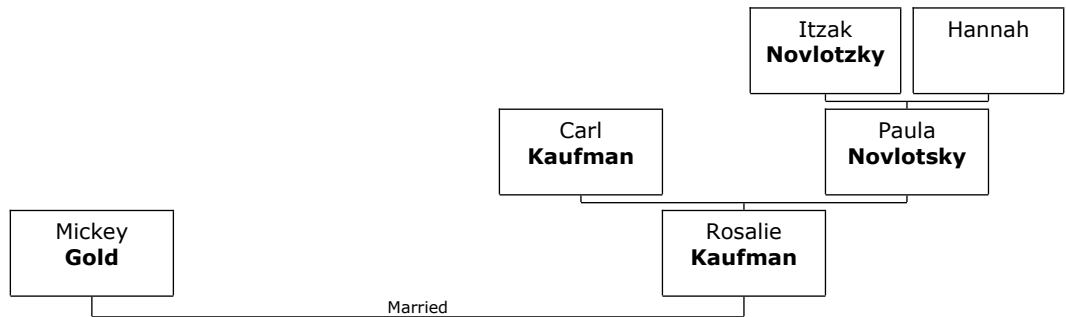 Itzak
Novlotzky
Hannah
Carl
Kaufman
Paula
Novlotsky
Mickey
Gold
Rosalie
Kaufman
Married